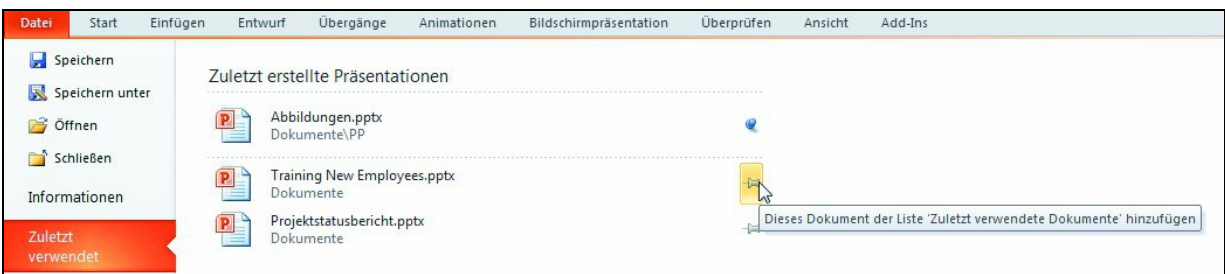 Datei Start Einfügen Entwurf Übergänge Animationen Bildschirmpräsentation Überprüfen Ansicht Add-Ins
Speichern
Speichern unter
Öffnen
Schließen
Informationen
Zuletzt
verwendet
Zuletzt erstellte Präsentationen
Abbildungen.pptx
Dokumente\PP
Training New Employees.pptx
Dokumente
Projektstatusbericht.pptx
Dokumente
Dieses Dokument der Liste 'Zuletzt verwendete Dokumente' hinzufügen